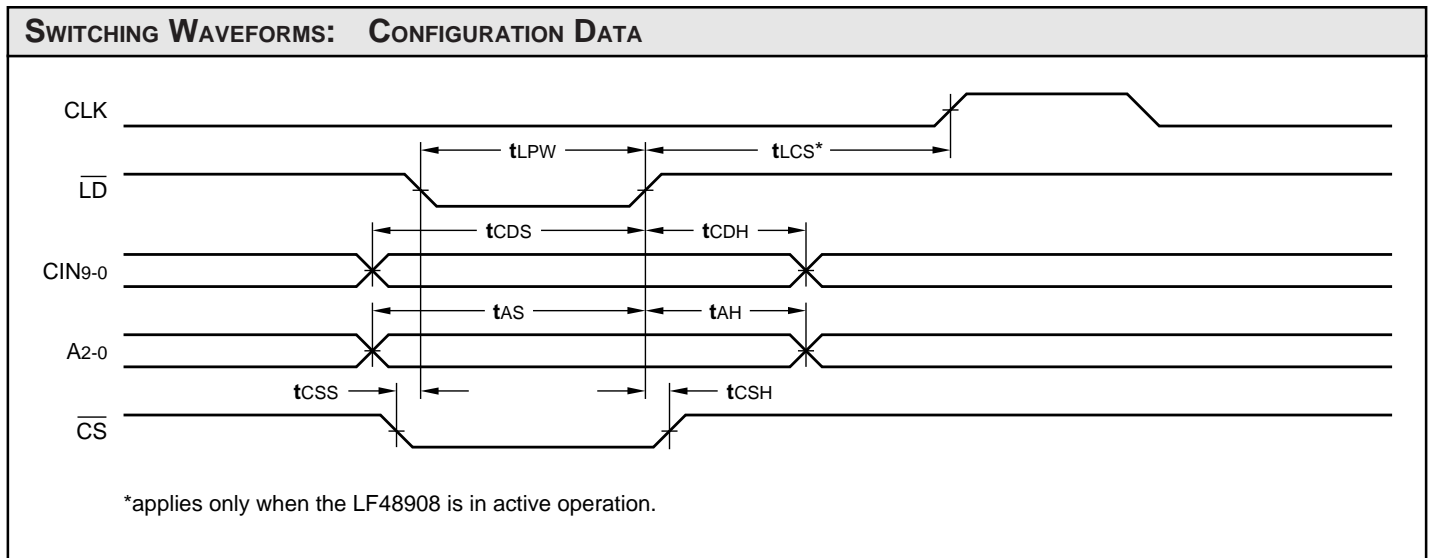 SWITCHING WAVEFORMS: CONFIGURATION DATA
CLK
tLPW
tLCS*
LD
tCDS
tCDH
CIN9-0
tAS
tAH
A2-0
tCSS
tCSH
CS
*applies only when the LF48908 is in active operation.